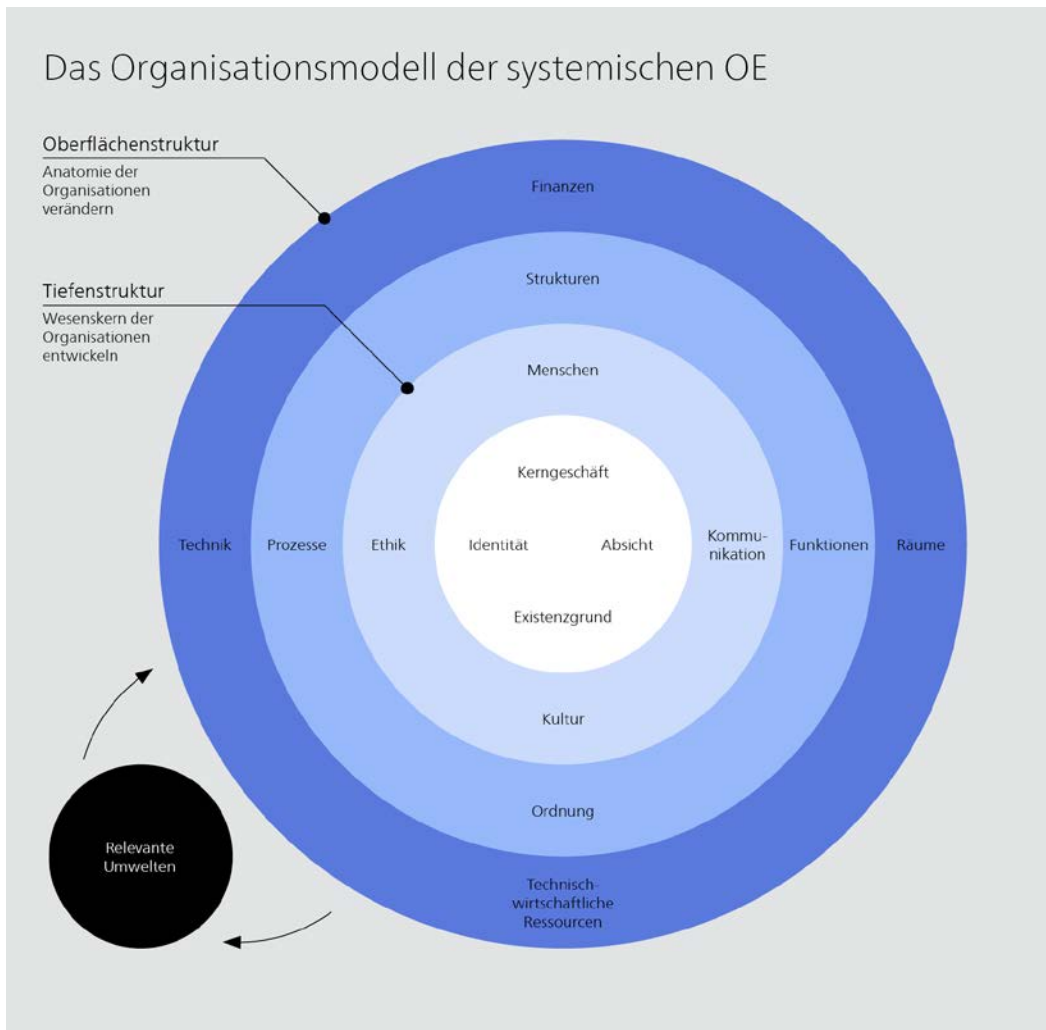 Das Organisationsmodell der systemischen OE
Oberflächenstruktur
Anatomie der
Organisationen
verändern
Tiefenstruktur
Wesenskern der
Organisationen
entwickeln
Finanzen
Strukturen
Menschen
Kerngeschäft
Technik
Prozesse
Ethik
Identität
Absicht
Kommu-
nikation
Funktionen
Räume
Existenzgrund
Kultur
Ordnung
Technisch-
wirtschaftliche
Ressourcen
Relevante
Umwelten